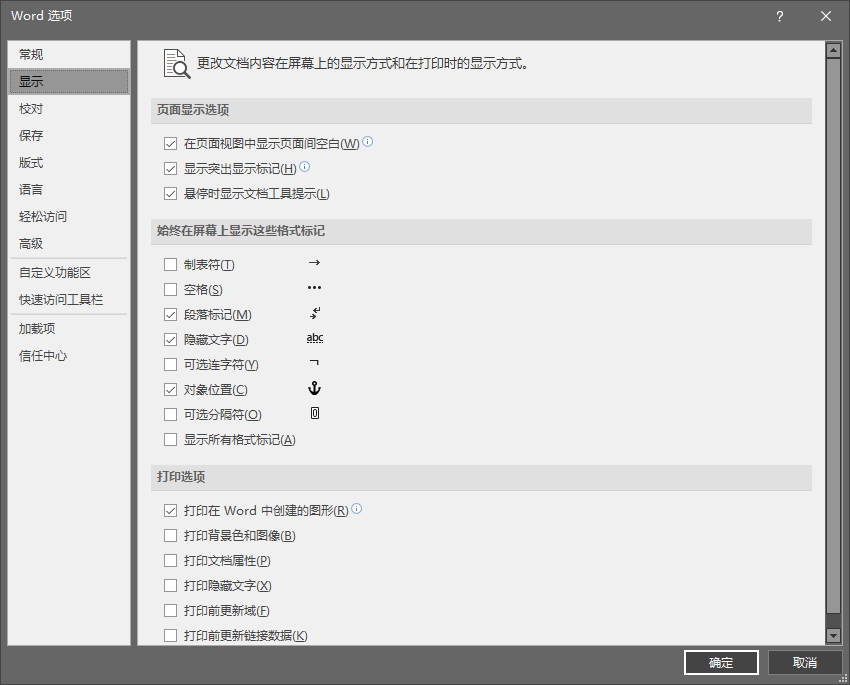 Word 选项
常规
显示
校对
保存
版式
语言
轻松访问
高级
自定义功能区
快速访问工具栏
加载项
信任中心
更改文档内容在屏幕上的显示方式和在打印时的显示方式。
页面显示选项
在页面视图中显示页面间空白(W)
显示突出显示标记(H)
悬停时显示文档工具提示(L)
始终在屏幕上显示这些格式标记
制表符(T) →
空格(S) •••
段落标记(M)
隐藏文字(D) abc
可选连字符(Y) ¬
对象位置(C)
可选分隔符(O)
显示所有格式标记(A)
打印选项
打印在 Word 中创建的图形(R)
打印背景色和图像(B)
打印文档属性(P)
打印隐藏文字(X)
打印前更新域(F)
打印前更新链接数据(K)
确定 取消